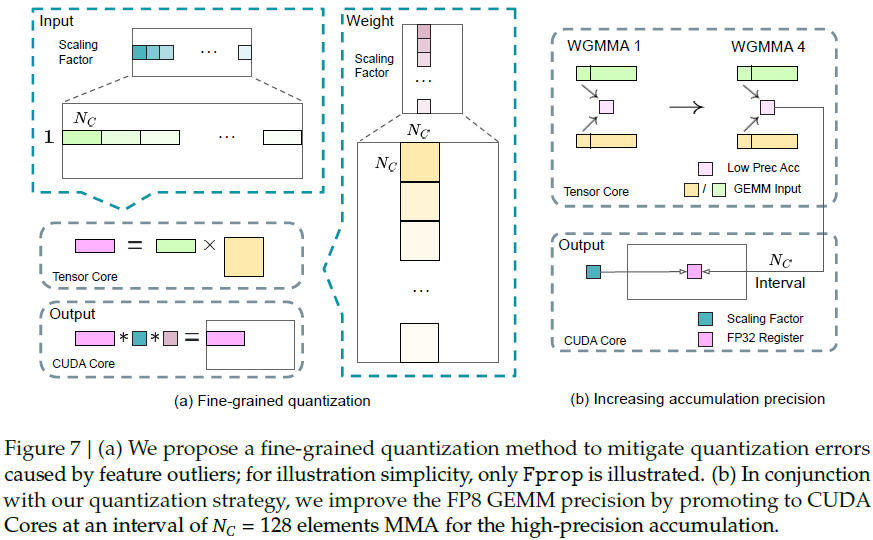 Input
Scaling
Factor
...
N_C
1
...
Weight
Scaling
Factor
...
N_C
N_C
...
= ×
Tensor Core
Output
* * =
CUDA Core
(a) Fine-grained quantization
WGMMA 1
WGMMA 4
Low Prec Acc
/ GEMM Input
Tensor Core
Output
N_C
Interval
Scaling Factor
FP32 Register
CUDA Core
(b) Increasing accumulation precision
Figure 7 | (a) We propose a fine-grained quantization method to mitigate quantization errors
caused by feature outliers; for illustration simplicity, only Fprop is illustrated. (b) In conjunction
with our quantization strategy, we improve the FP8 GEMM precision by promoting to CUDA
Cores at an interval of N_C = 128 elements MMA for the high-precision accumulation.